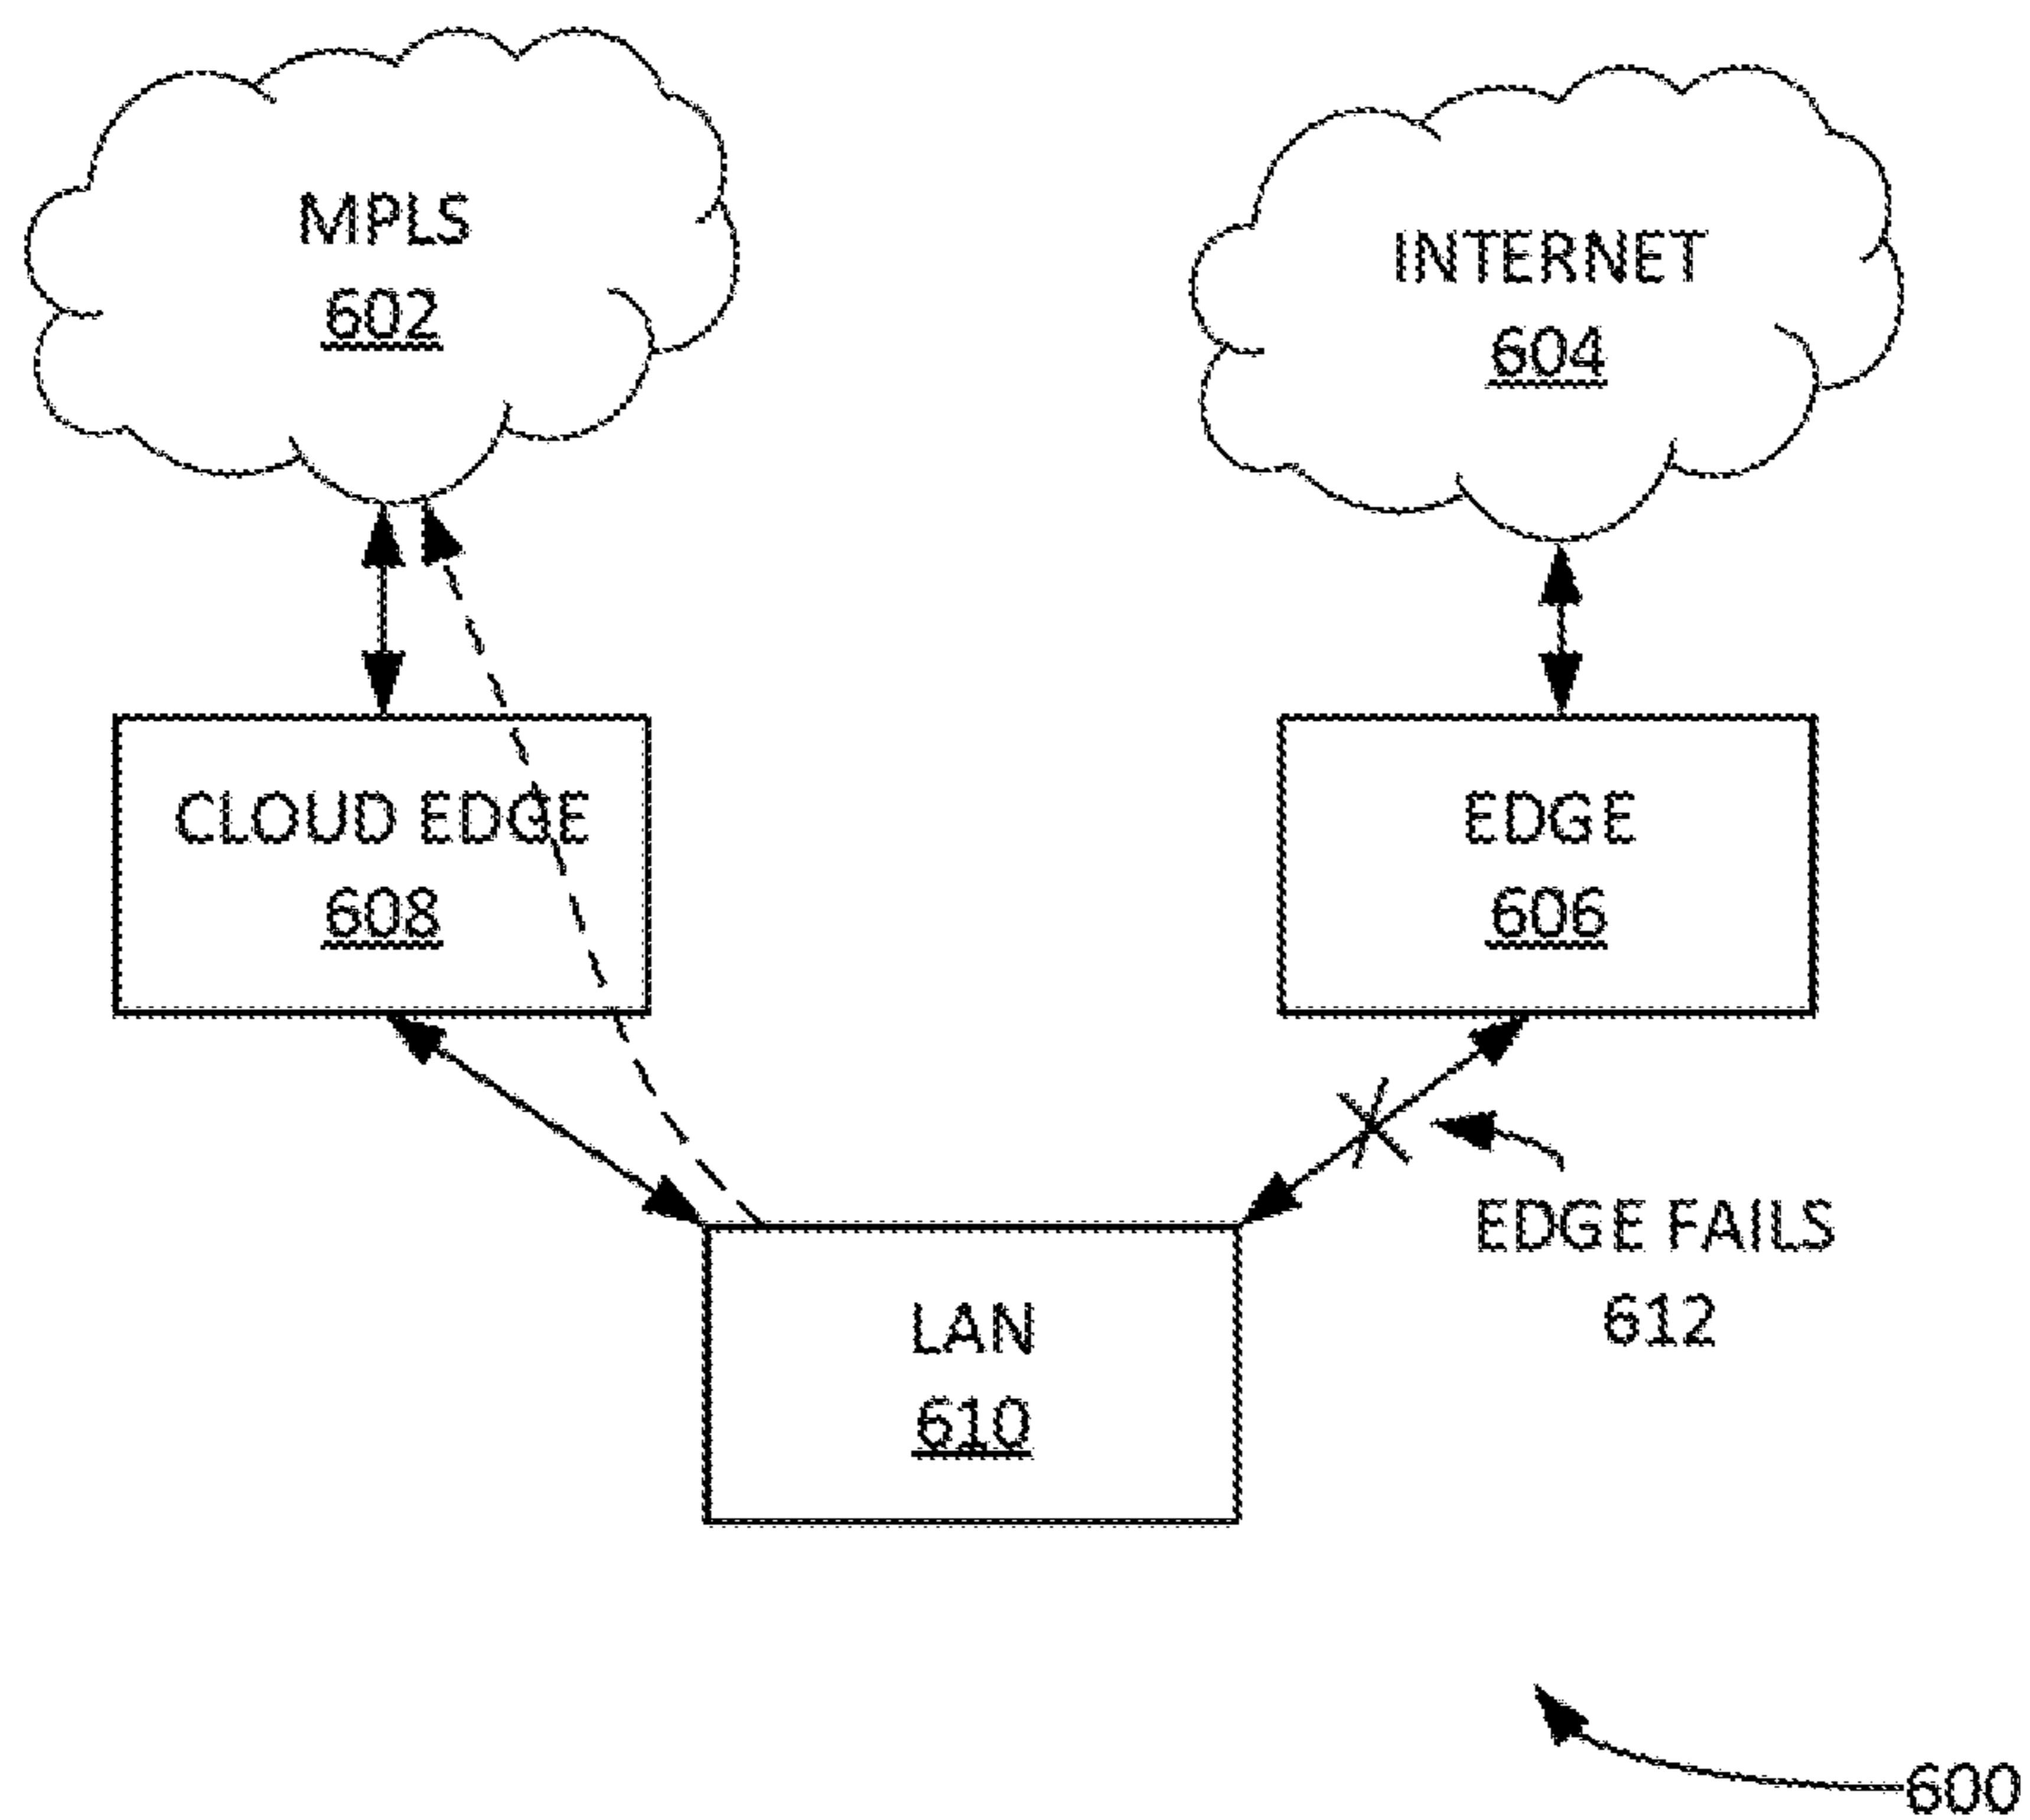 MPLS
602
INTERNET
604
CLOUD EDGE
608
EDGE
606
EDGE FAILS
612
LAN
610
600